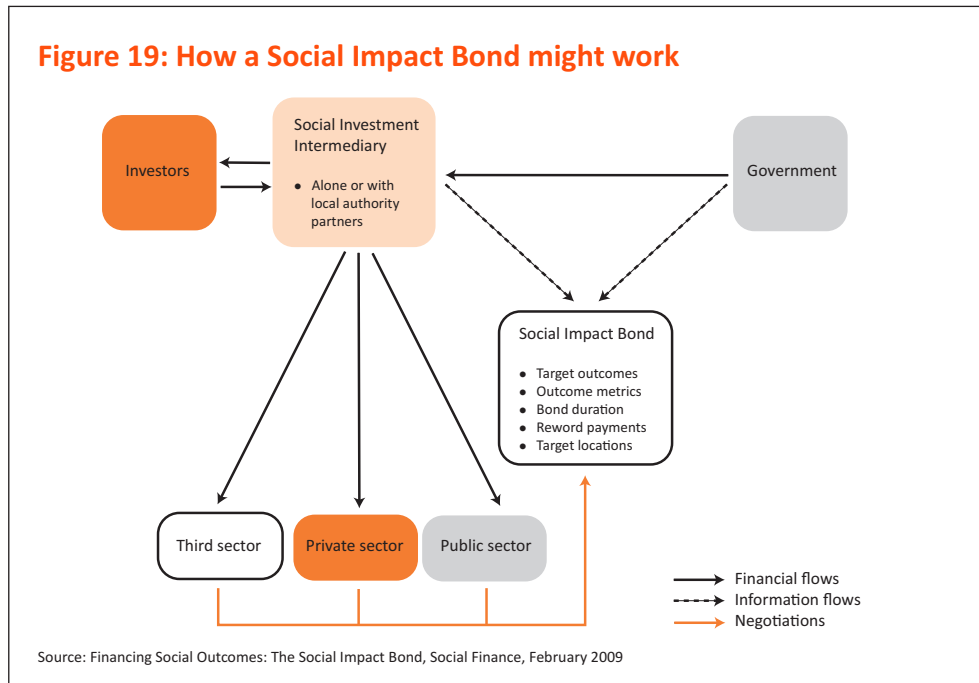 Figure 19: How a Social Impact Bond might work
Investors
Social Investment
Intermediary
• Alone or with
local authority
partners
Government
Social Impact Bond
• Target outcomes
• Outcome metrics
• Bond duration
• Reword payments
• Target locations
Third sector
Private sector
Public sector
Financial flows
Information flows
Negotiations
Source: Financing Social Outcomes: The Social Impact Bond, Social Finance, February 2009